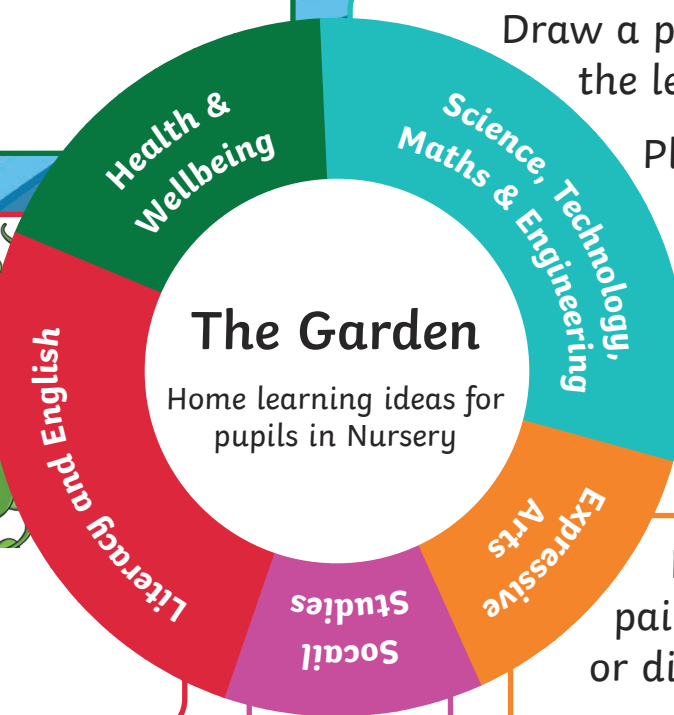 Draw a p
the le
Pl
Health &
Wellbeing
Science, Technology,
Maths & Engineering
The Garden
Home learning ideas for
pupils in Nursery
Literacy and English
Expressive
Arts
Socail
Studies
pai
or di